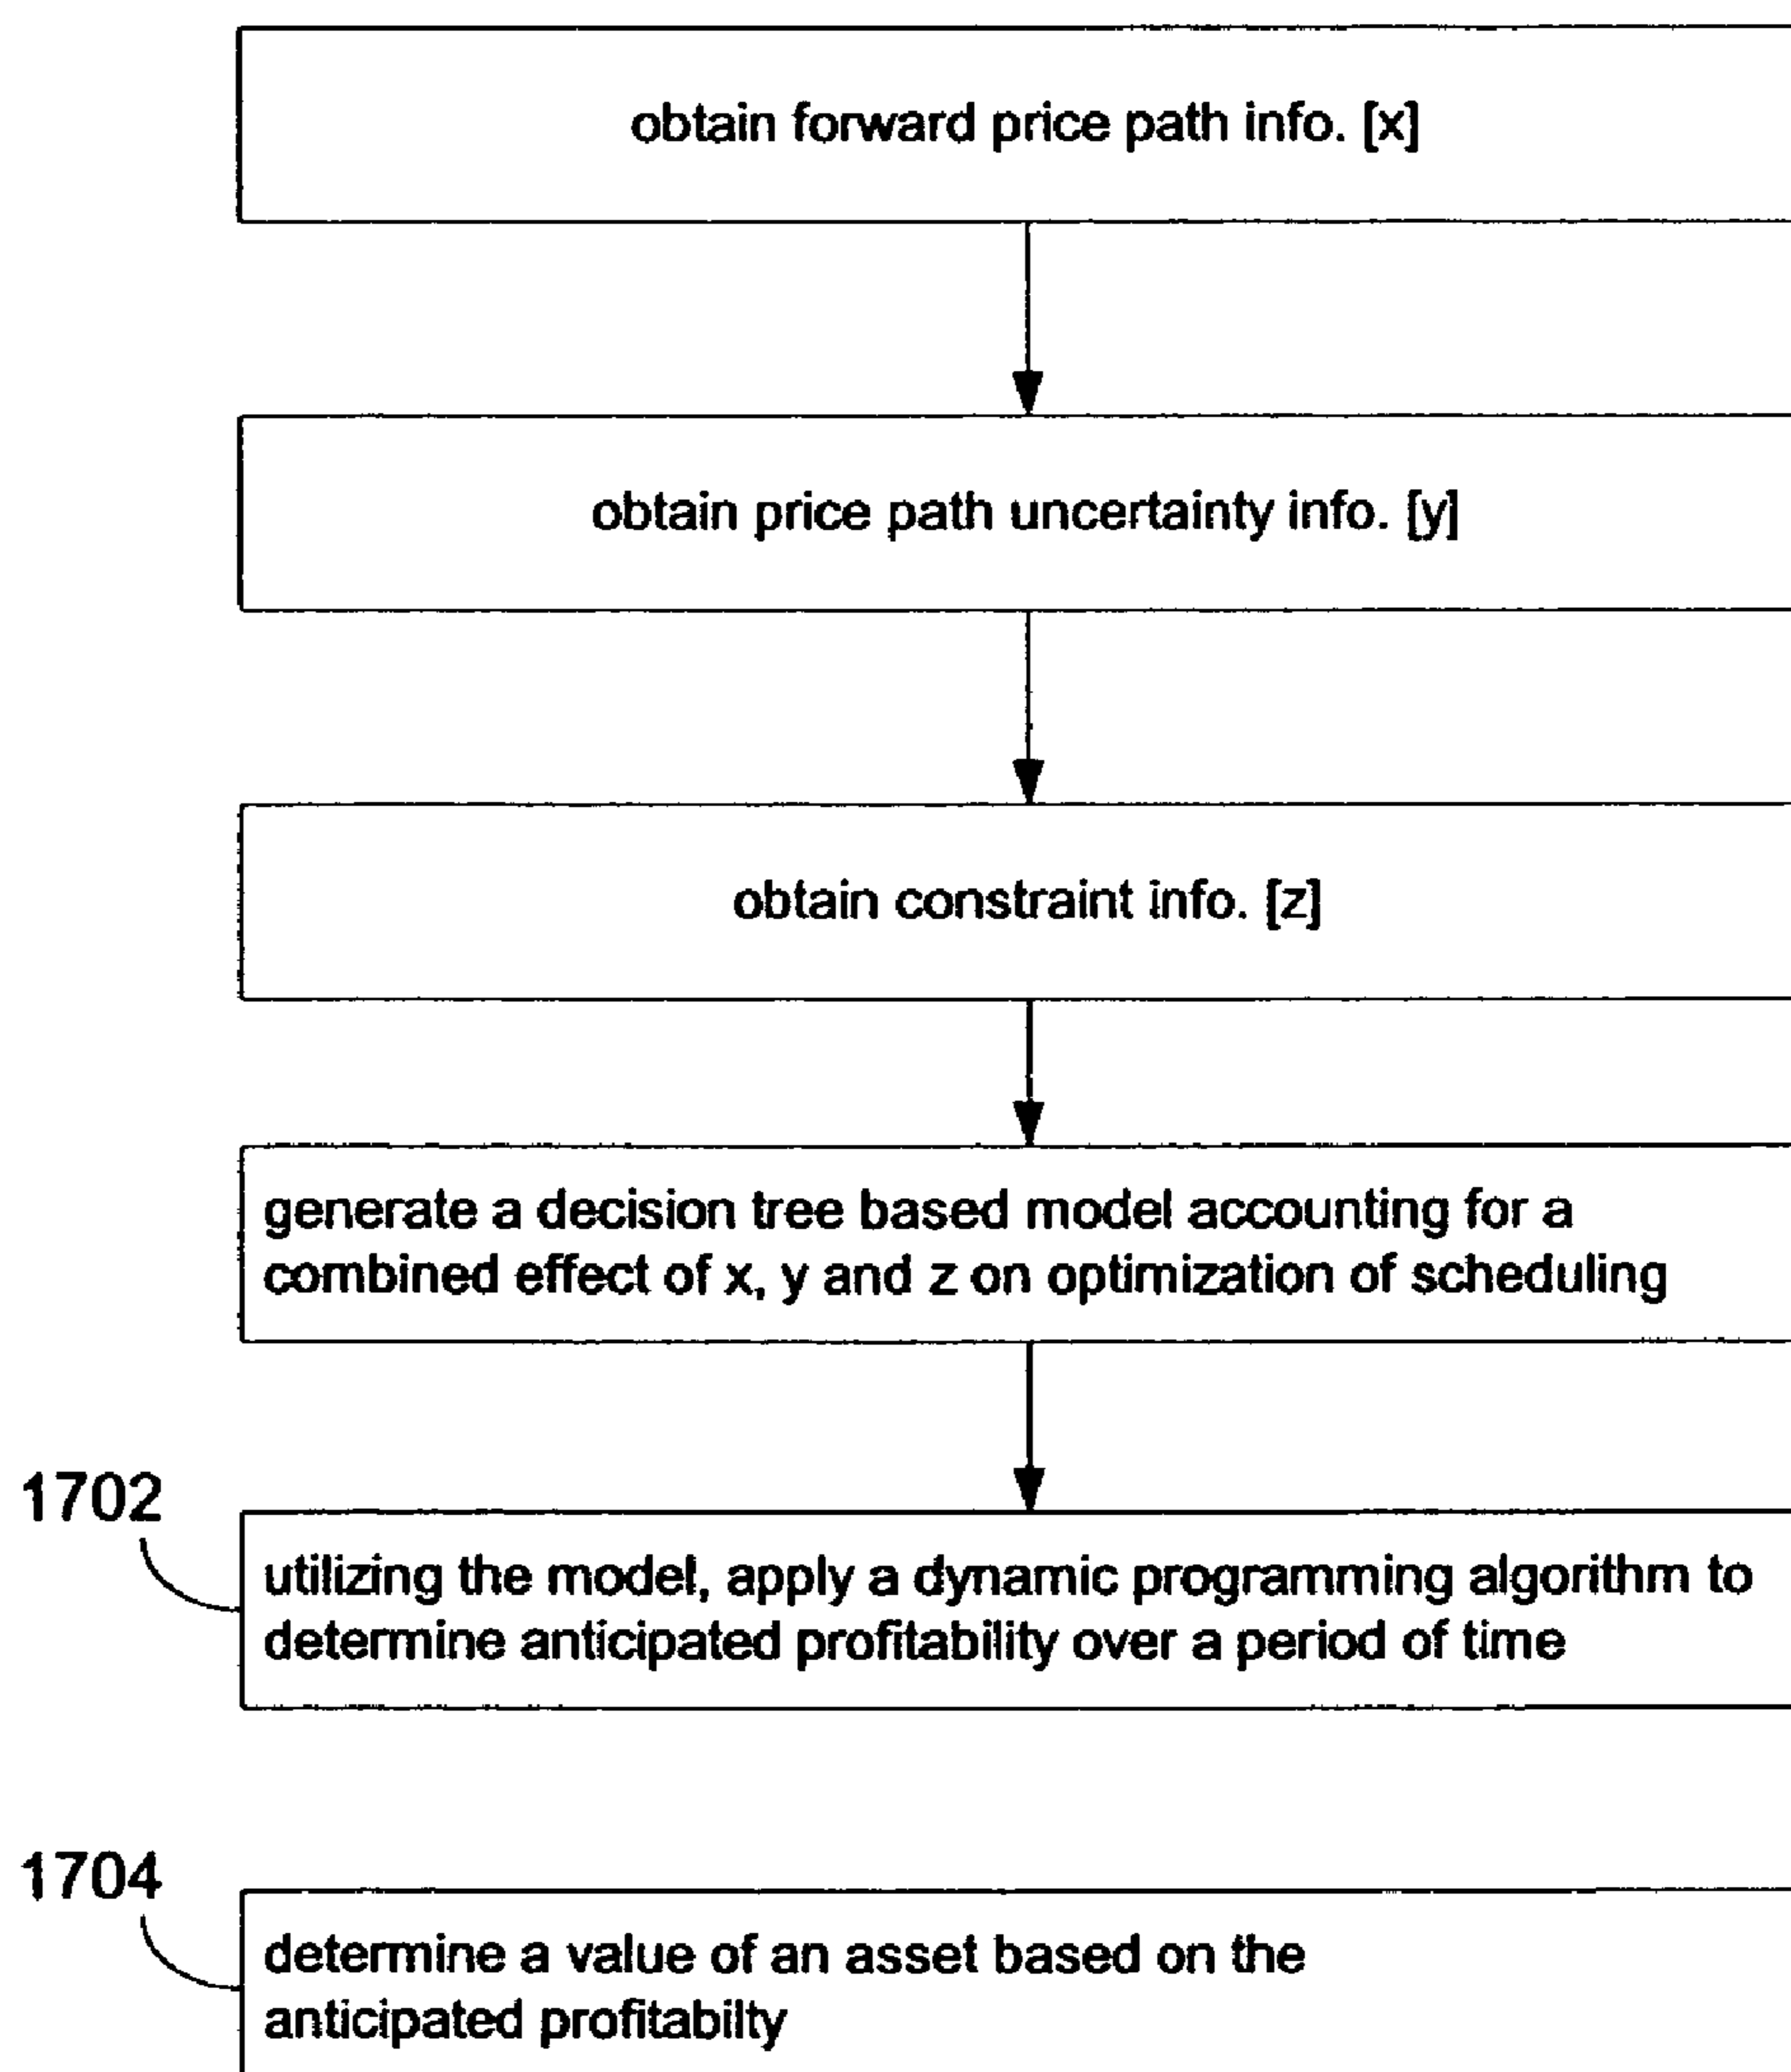 obtain forward price path info. [x]
obtain price path uncertainty info. [y]
obtain constraint info. [z]
generate a decision tree based model accounting for a
combined effect of x, y and z on optimization of scheduling
1702
utilizing the model, apply a dynamic programming algorithm to
determine anticipated profitability over a period of time
1704
determine a value of an asset based on the
anticipated profitabilty